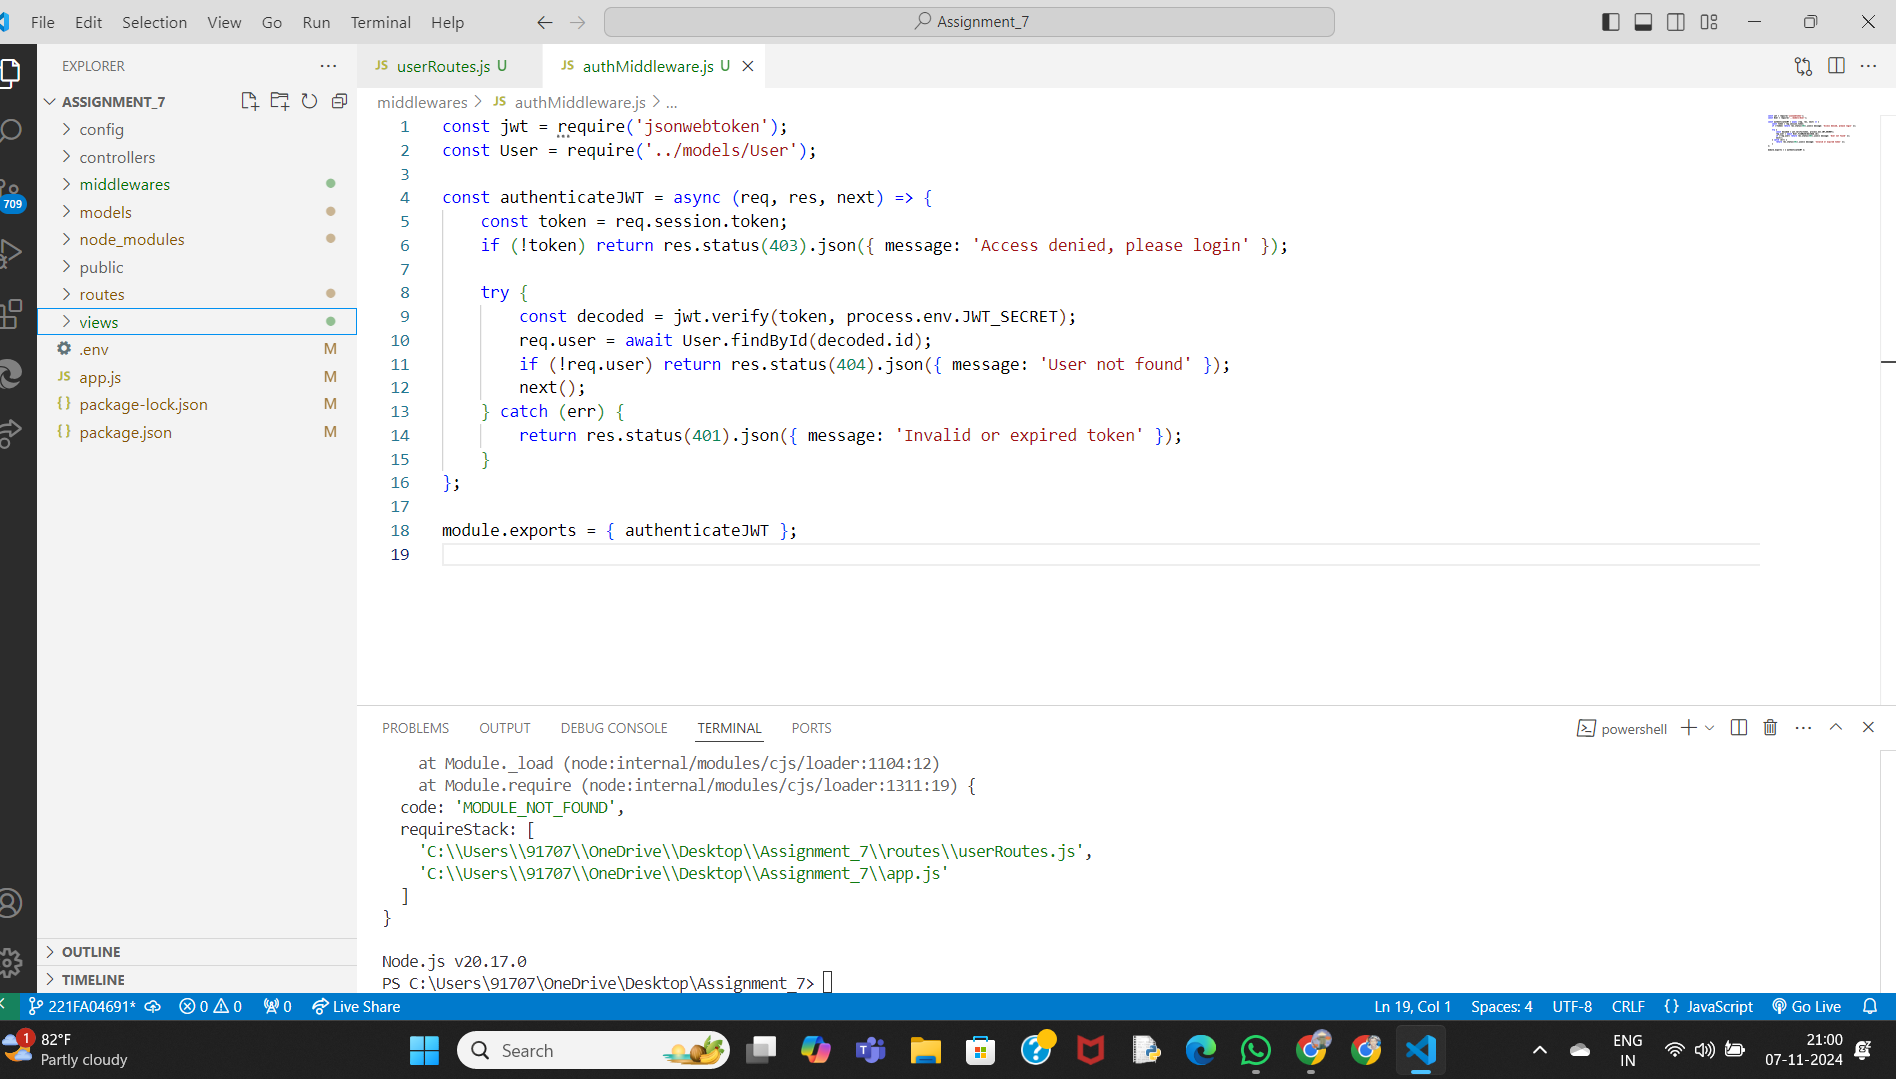 File Edit Selection View Go Run Terminal Help
Assignment_7
EXPLORER
JS userRoutes.js U
JS authMiddleware.js U
ASSIGNMENT_7
config
controllers
middlewares
models
node_modules
public
routes
views
.env M
JS app.js M
{} package-lock.json M
{} package.json M
709
OUTLINE
TIMELINE
middlewares > JS authMiddleware.js > ...
1 const jwt = require('jsonwebtoken');
2 const User = require('../models/User');
3
4 const authenticateJWT = async (req, res, next) => {
5 const token = req.session.token;
6 if (!token) return res.status(403).json({ message: 'Access denied, please login' });
7
8 try {
9 const decoded = jwt.verify(token, process.env.JWT_SECRET);
10 req.user = await User.findById(decoded.id);
11 if (!req.user) return res.status(404).json({ message: 'User not found' });
12 next();
13 } catch (err) {
14 return res.status(401).json({ message: 'Invalid or expired token' });
15 }
16 };
17
18 module.exports = { authenticateJWT };
19
PROBLEMS OUTPUT DEBUG CONSOLE TERMINAL PORTS
powershell
at Module._load (node:internal/modules/cjs/loader:1104:12)
at Module.require (node:internal/modules/cjs/loader:1311:19) {
code: 'MODULE_NOT_FOUND',
requireStack: [
'C:\\Users\\91707\\OneDrive\\Desktop\\Assignment_7\\routes\\userRoutes.js',
'C:\\Users\\91707\\OneDrive\\Desktop\\Assignment_7\\app.js'
]
}
Node.js v20.17.0
PS C:\Users\91707\OneDrive\Desktop\Assignment_7>
221FA04691* 0 0 0 Live Share
Ln 19, Col 1 Spaces: 4 UTF-8 CRLF {} JavaScript Go Live
1
82°F
Partly cloudy
Search
ENG
IN
21:00
07-11-2024